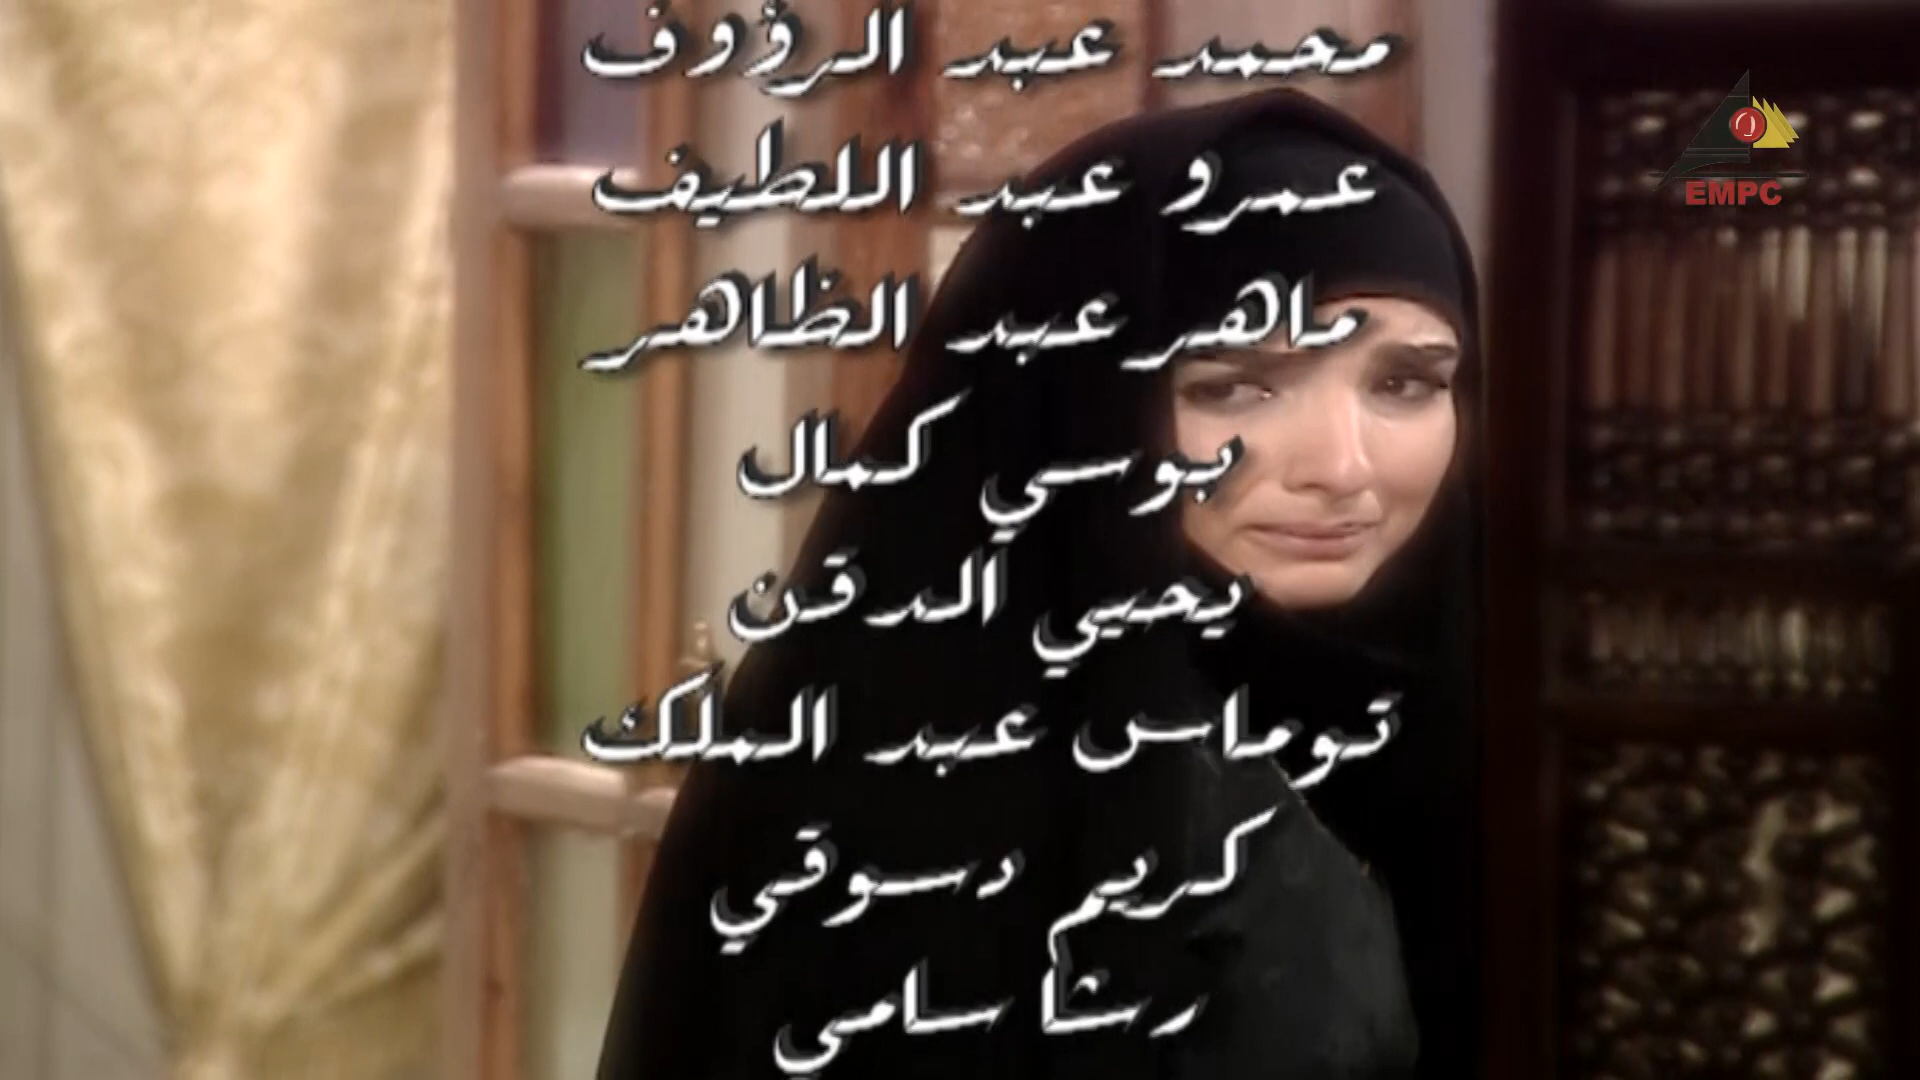 محمد عبد الرؤوف
عمرو عبد اللطيف
ماهر عبد الظاهر
بوسي كمال
يحيي الدقن
توماس عبد الملك
كريم دسوقي
رشا سامي
EMPC